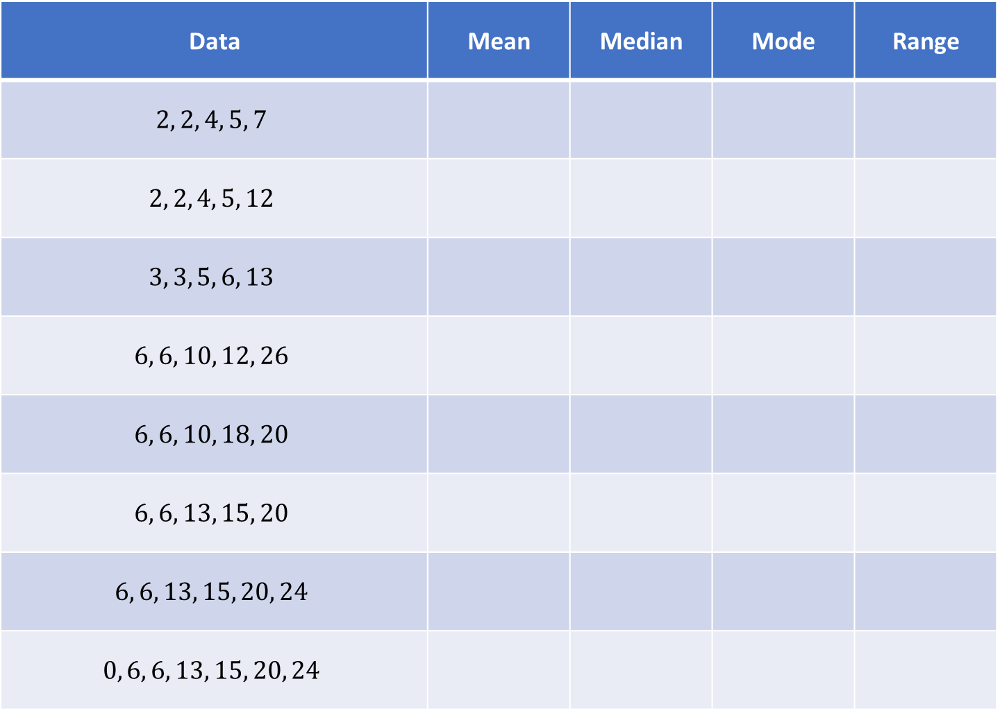 Data Mean Median Mode Range
2, 2, 4, 5, 7
2, 2, 4, 5, 12
3, 3, 5, 6, 13
6, 6, 10, 12, 26
6, 6, 10, 18, 20
6, 6, 13, 15, 20
6, 6, 13, 15, 20, 24
0, 6, 6, 13, 15, 20, 24